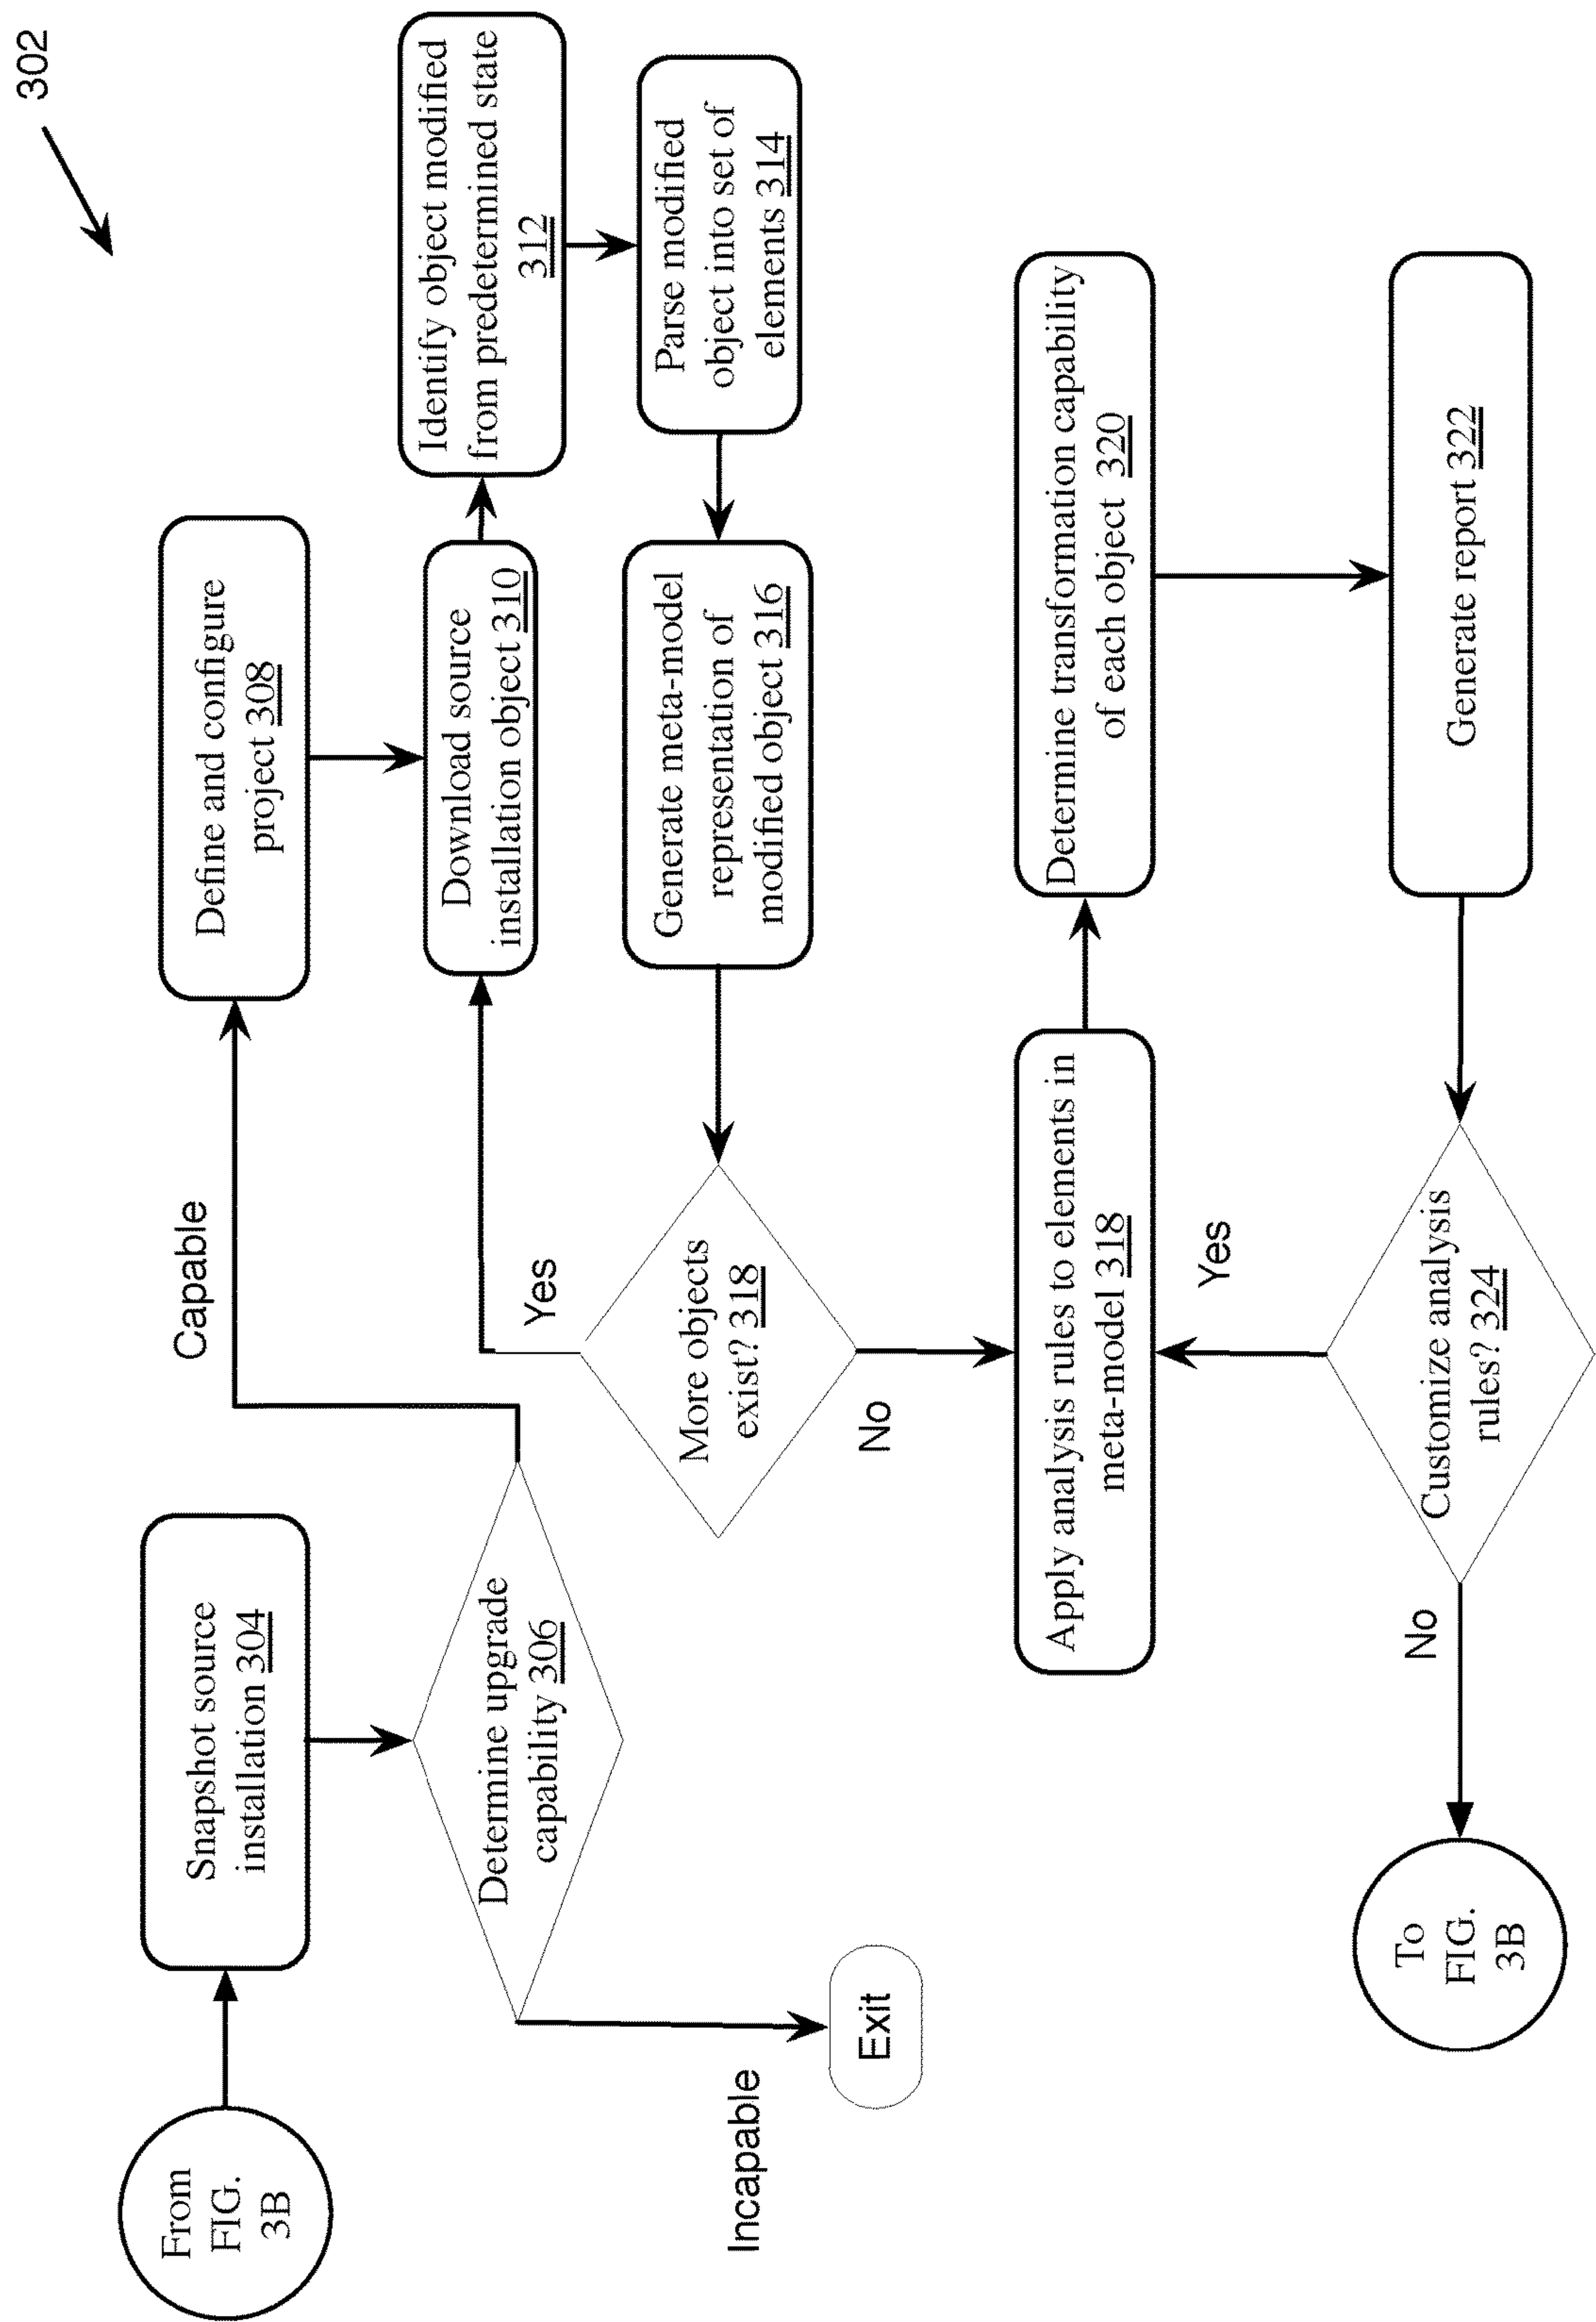 302
From
FIG.
3B
Snapshot source
installation 304
Determine upgrade
capability 306
Capable
Incapable
Exit
Define and configure
project 308
Download source
installation object 310
Identify object modified
from predetermined state
312
Parse modified
object into set of
elements 314
Generate meta-model
representation of
modified object 316
More objects
exist? 318
Yes
No
Apply analysis rules to elements in
meta-model 318
Determine transformation capability
of each object 320
Generate report 322
Customize analysis
rules? 324
Yes
No
To
FIG.
3B